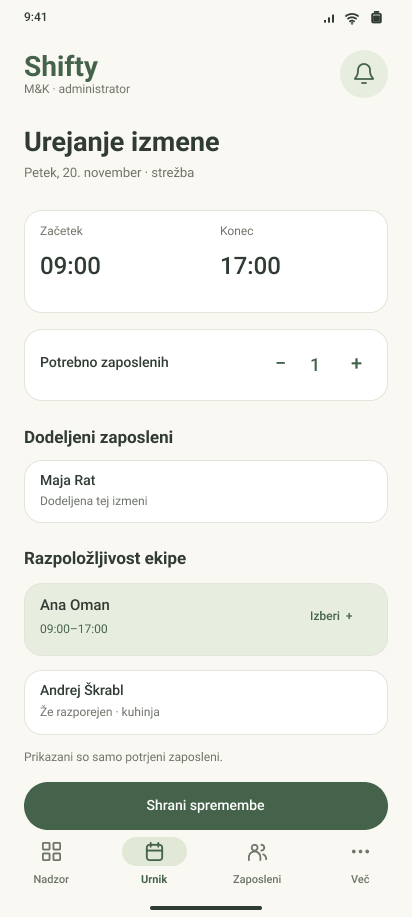 9:41
Shifty
M&K · administrator
Urejanje izmene
Petek, 20. november · strežba
Začetek
Konec
09:00
17:00
Potrebno zaposlenih
− 1 +
Dodeljeni zaposleni
Maja Rat
Dodeljena tej izmeni
Razpoložljivost ekipe
Ana Oman
09:00–17:00
Izberi +
Andrej Škrabl
Že razporejen · kuhinja
Prikazani so samo potrjeni zaposleni.
Shrani spremembe
Nadzor
Urnik
Zaposleni
Več